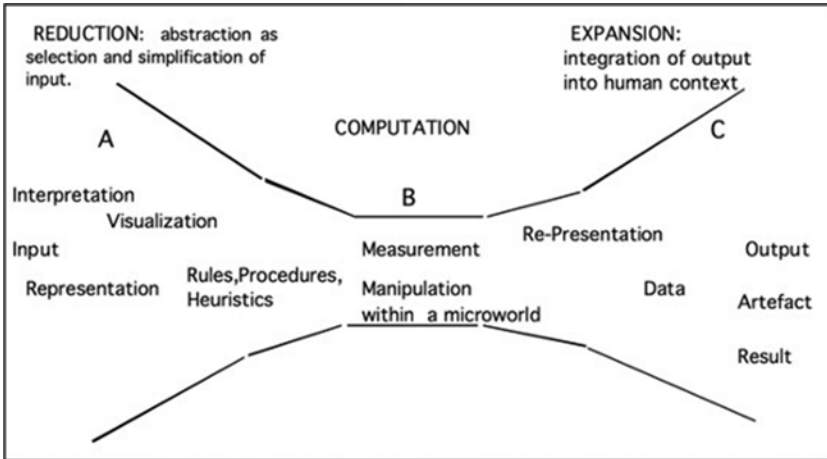 REDUCTION: abstraction as
selection and simplification of
input.
EXPANSION:
integration of output
into human context
COMPUTATION
A
C
Interpretation
Visualization
B
Re-Presentation
Input
Measurement
Output
Representation
Rules,Procedures,
Heuristics
Manipulation
within a microworld
Data
Artefact
Result